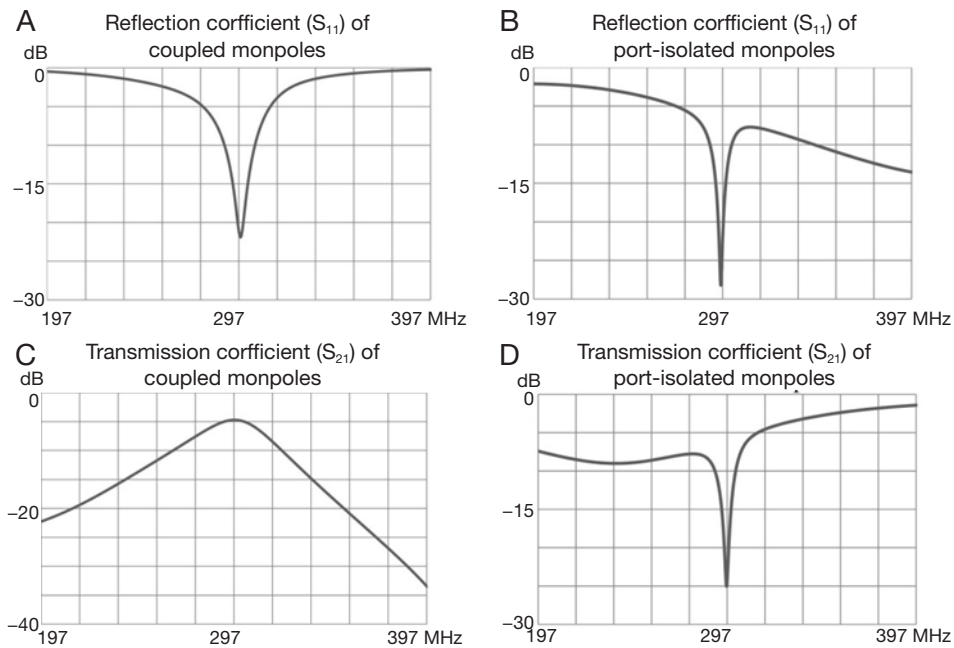 A
Reflection corfficient (S₁₁) of
coupled monpoles
dB
0
−15
−30
197
297
397 MHz
B
Reflection corfficient (S₁₁) of
port-isolated monpoles
dB
0
−15
−30
197
297
397 MHz
C
Transmission corfficient (S₂₁) of
coupled monpoles
dB
0
−20
−40
197
297
397 MHz
D
Transmission coefficient (S₂₁) of
port-isolated monpoles
dB
0
−15
−30
197
297
397 MHz